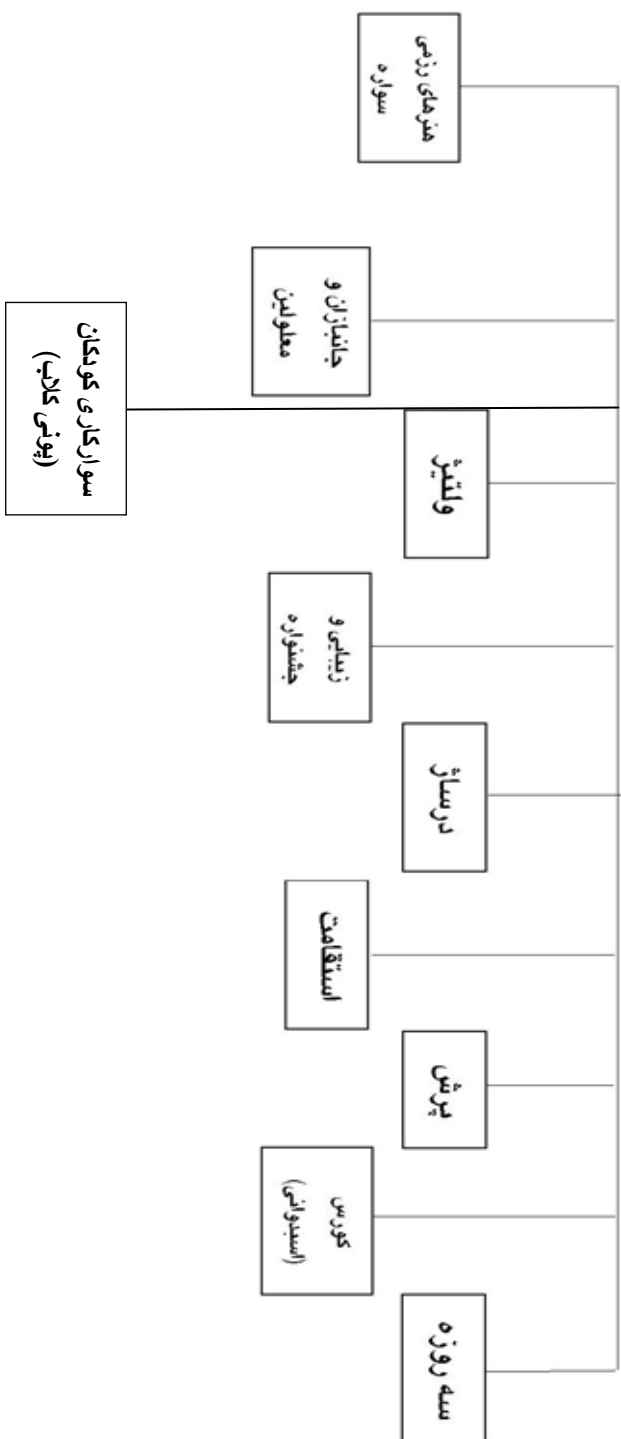 سه روزه
کورس
(اسبدوانی)
پرش
استقامت
درساژ
زیبایی و
جشنواره
ولتیژ
جانبازان و
معلولین
هنرهای رزمی
سواره
سوارکاری کودکان
(پونی کلاب)